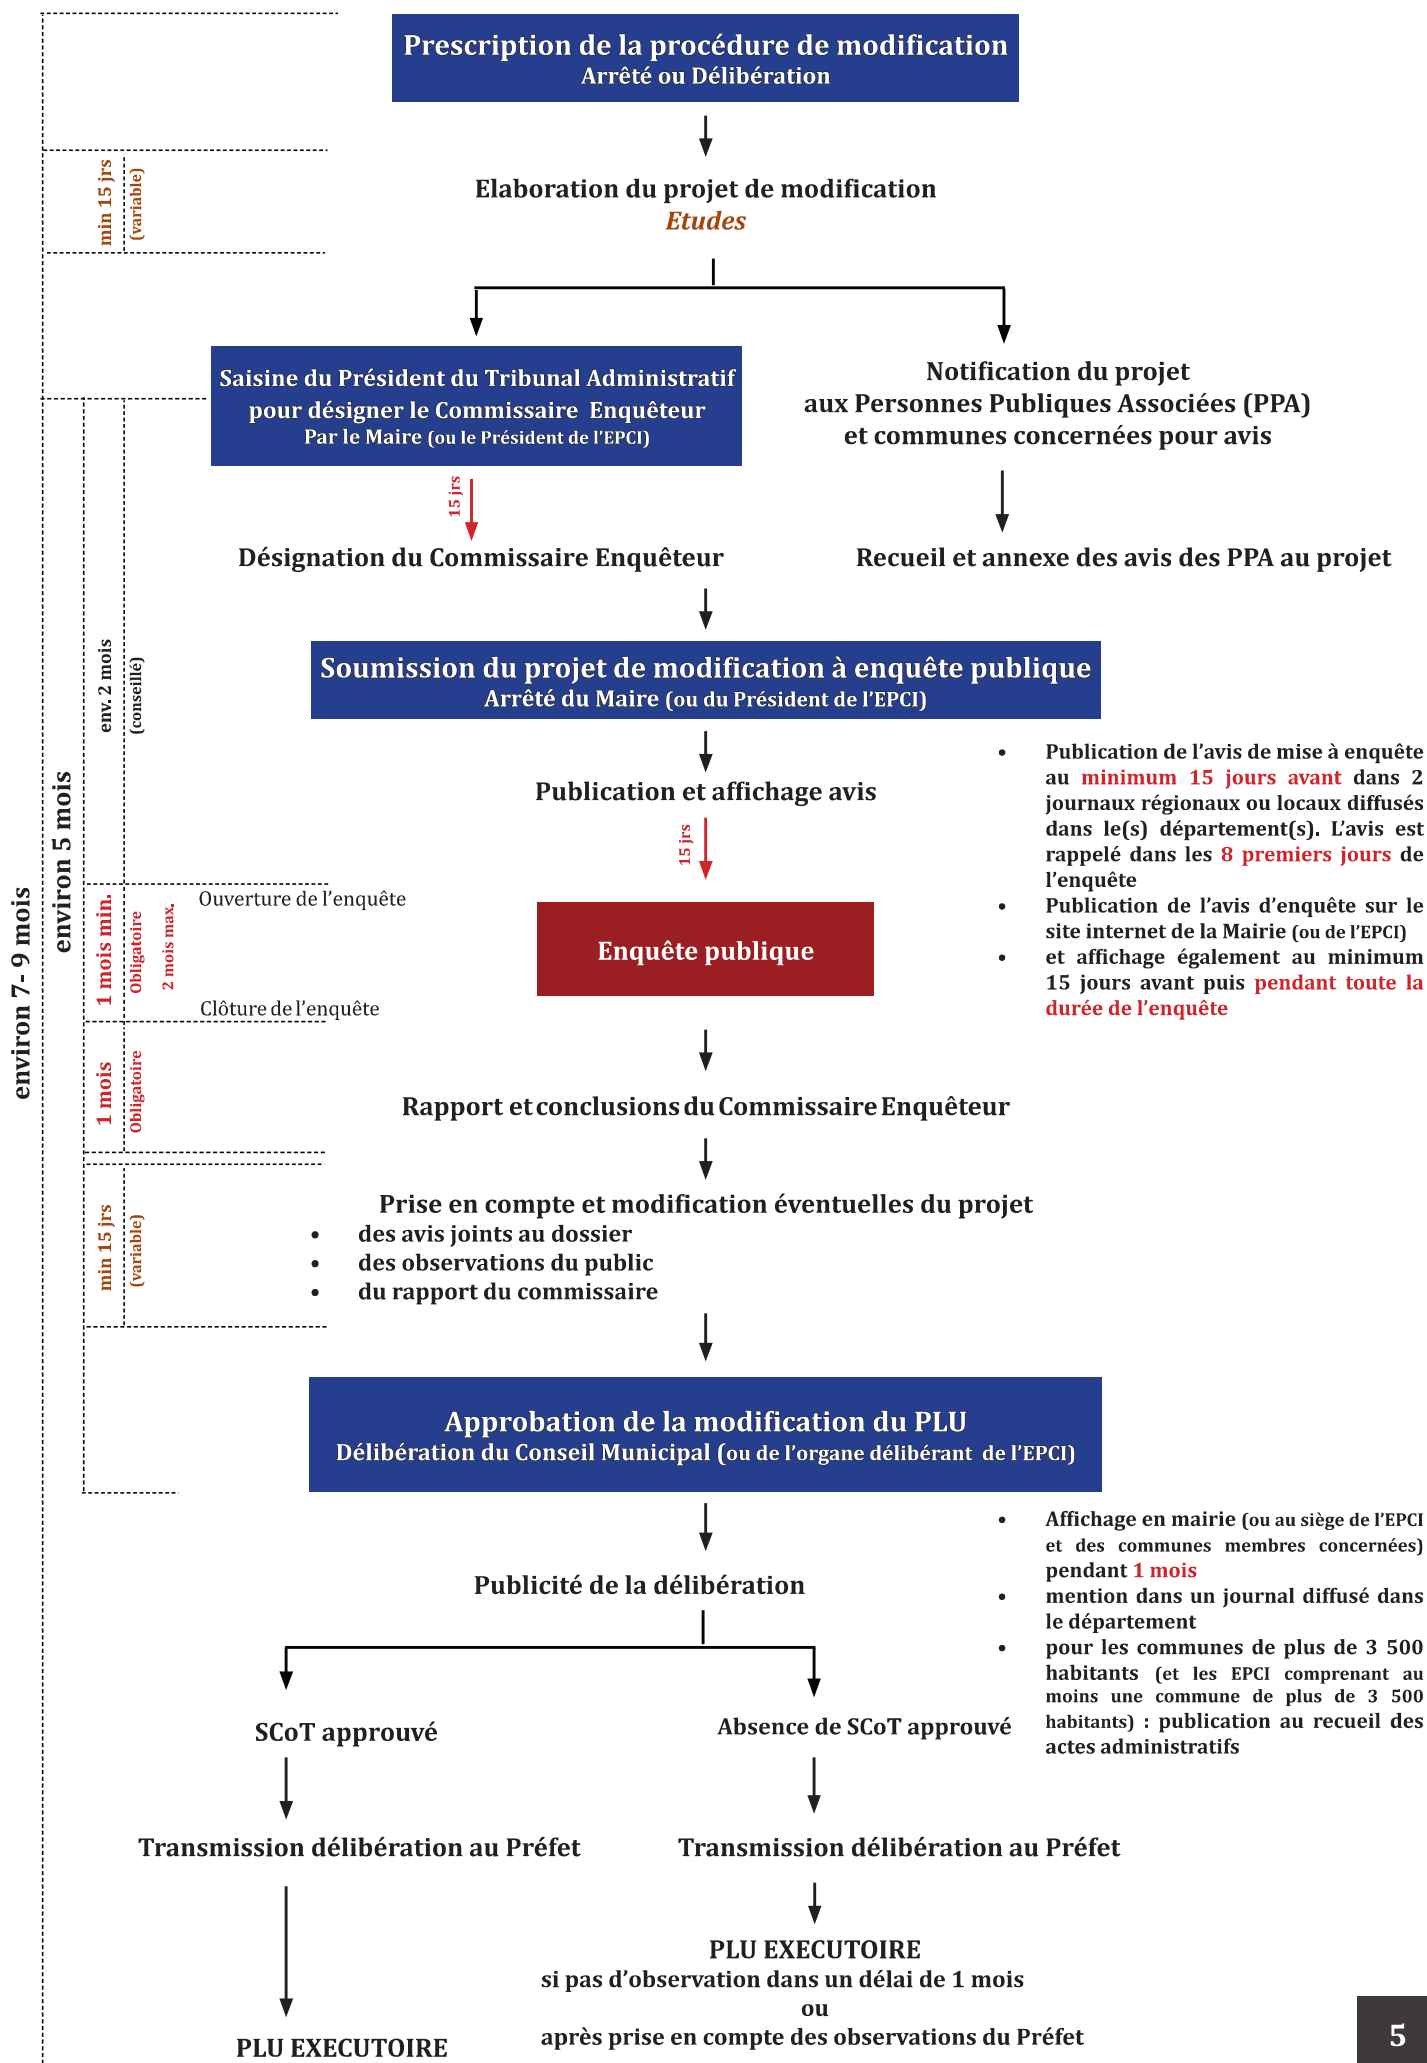 Prescription de la procédure de modification
Arrêté ou Délibération
min 15 jrs
(variable)
Elaboration du projet de modification
Etudes
Saisine du Président du Tribunal Administratif
pour désigner le Commissaire Enquêteur
Par le Maire (ou le Président de l'EPCI)
Notification du projet
aux Personnes Publiques Associées (PPA)
et communes concernées pour avis
15 jrs
Désignation du Commissaire Enquêteur
Recueil et annexe des avis des PPA au projet
Soumission du projet de modification à enquête publique
Arrêté du Maire (ou du Président de l'EPCI)
env. 2 mois
(conseillé)
environ 5 mois
environ 7- 9 mois
Publication et affichage avis
15 jrs
• Publication de l'avis de mise à enquête
au minimum 15 jours avant dans 2
journaux régionaux ou locaux diffusés
dans le(s) département(s). L'avis est
rappelé dans les 8 premiers jours de
l'enquête
• Publication de l'avis d'enquête sur le
site internet de la Mairie (ou de l'EPCI)
• et affichage également au minimum
15 jours avant puis pendant toute la
durée de l'enquête
Ouverture de l'enquête
1 mois min.
Obligatoire
2 mois max.
Enquête publique
Clôture de l'enquête
1 mois
Obligatoire
Rapport et conclusions du Commissaire Enquêteur
min 15 jrs
(variable)
Prise en compte et modification éventuelles du projet
• des avis joints au dossier
• des observations du public
• du rapport du commissaire
Approbation de la modification du PLU
Délibération du Conseil Municipal (ou de l'organe délibérant de l'EPCI)
Publicité de la délibération
• Affichage en mairie (ou au siège de l'EPCI
et des communes membres concernées)
pendant 1 mois
• mention dans un journal diffusé dans
le département
• pour les communes de plus de 3 500
habitants (et les EPCI comprenant au
moins une commune de plus de 3 500
habitants) : publication au recueil des
actes administratifs
SCoT approuvé
Absence de SCoT approuvé
Transmission délibération au Préfet
Transmission délibération au Préfet
PLU EXECUTOIRE
si pas d'observation dans un délai de 1 mois
ou
après prise en compte des observations du Préfet
PLU EXECUTOIRE
5